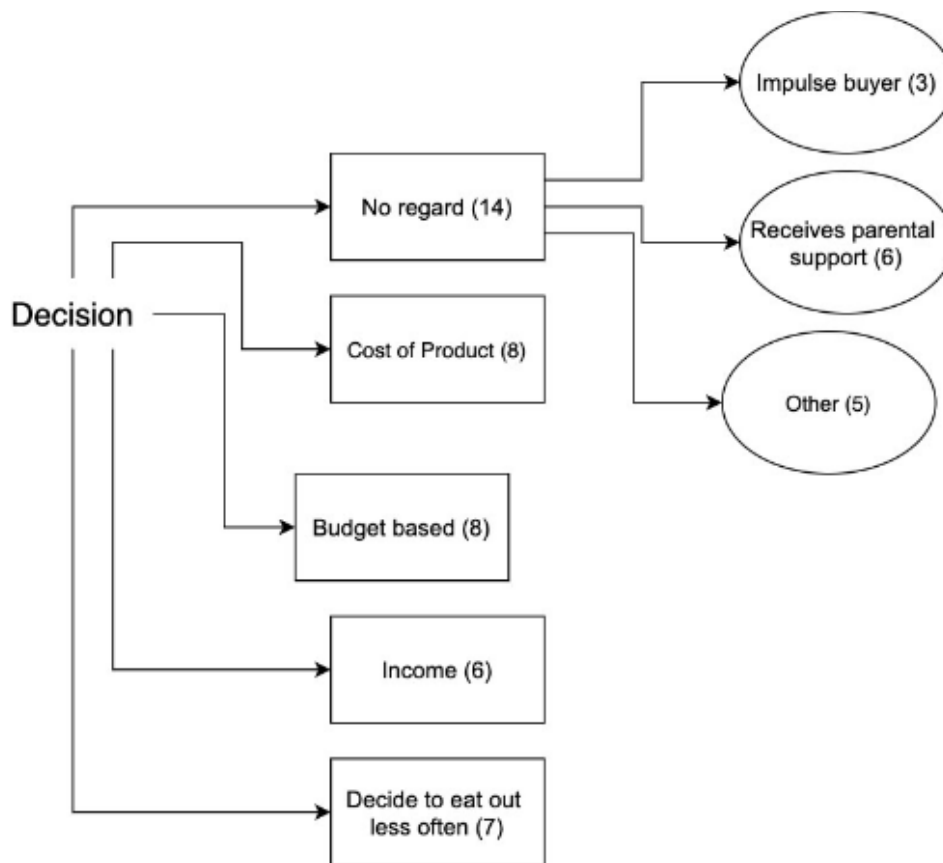 Impulse buyer (3)
No regard (14)
Receives parental
support (6)
Decision
Cost of Product (8)
Other (5)
Budget based (8)
Income (6)
Decide to eat out
less often (7)